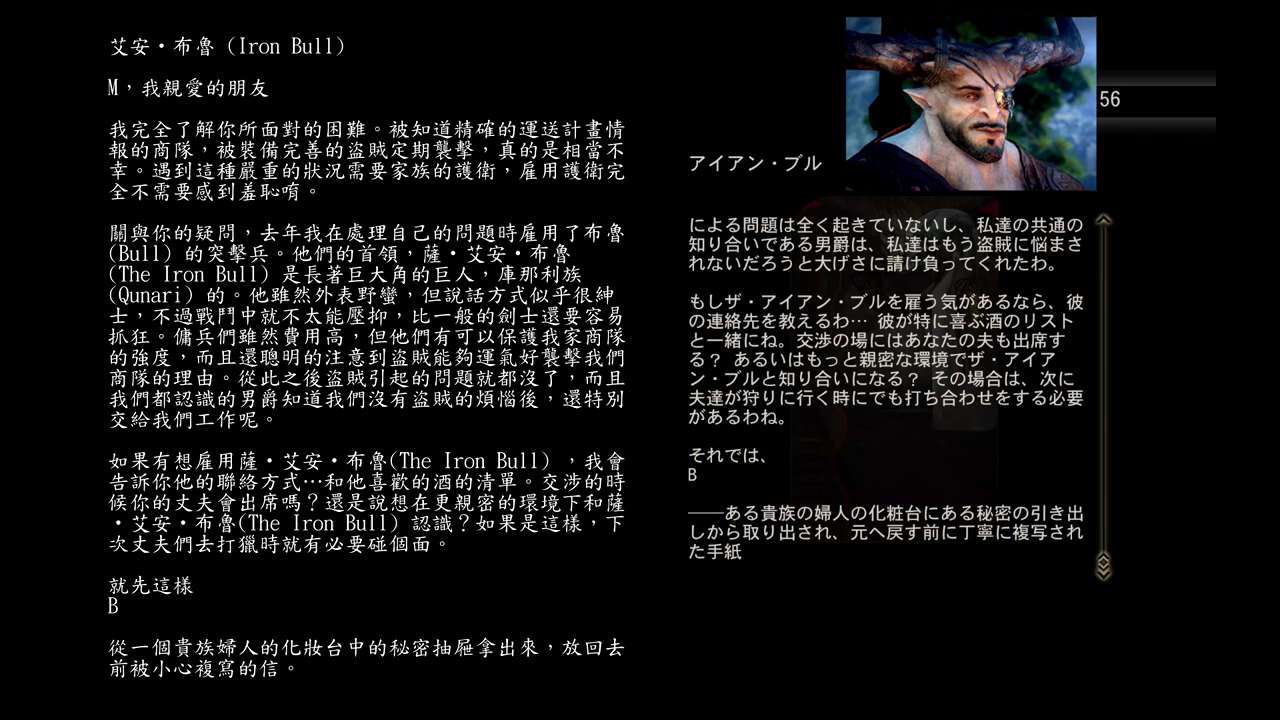 艾安・布魯 (Iron Bull)
M，我親愛的朋友
我完全了解你所面對的困難。被知道精確的運送計畫情
報的商隊，被裝備完善的盜賊定期襲擊，真的是相當不
幸。遇到這種嚴重的狀況需要家族的護衛，雇用護衛完
全不需要感到羞恥唷。
關與你的疑問，去年我在處理自己的問題時雇用了布魯
(Bull) 的突擊兵。他們的首領，薩・艾安・布魯
(The Iron Bull) 是長著巨大角的巨人，庫那利族
(Qunari) 的。他雖然外表野蠻，但說話方式似乎很紳
士，不過戰鬥中就不太能壓抑，比一般的劍士還要容易
抓狂。傭兵們雖然費用高，但他們有可以保護我家商隊
的強度，而且還聰明的注意到盜賊能夠運氣好襲擊我們
商隊的理由。從此之後盜賊引起的問題就都沒了，而且
我們都認識的男爵知道我們沒有盜賊的煩惱後，還特別
交給我們工作呢。
如果有想雇用薩・艾安・布魯(The Iron Bull) ，我會
告訴你他的聯絡方式…和他喜歡的酒的清單。交涉的時
候你的丈夫會出席嗎？還是說想在更親密的環境下和薩
・艾安・布魯(The Iron Bull) 認識？如果是這樣，下
次丈夫們去打獵時就有必要碰個面。
就先這樣
B
從一個貴族婦人的化妝台中的秘密抽屜拿出來，放回去
前被小心複寫的信。
56
アイアン・ブル
による問題は全く起きていないし、私達の共通の
知り合いである男爵は、私達はもう盗賊に悩まさ
れないだろうと大げさに請け負ってくれたわ。
もしザ・アイアン・ブルを雇う気があるなら、彼
の連絡先を教えるわ… 彼が特に喜ぶ酒のリスト
と一緒にね。交渉の場にはあなたの夫も出席す
る？ あるいはもっと親密な環境でザ・アイア
ン・ブルと知り合いになる？ その場合は、次に
夫達が狩りに行く時にでも打ち合わせをする必要
があるわね。
それでは、
B
――ある貴族の婦人の化粧台にある秘密の引き出
しから取り出され、元へ戻す前に丁寧に複写され
た手紙